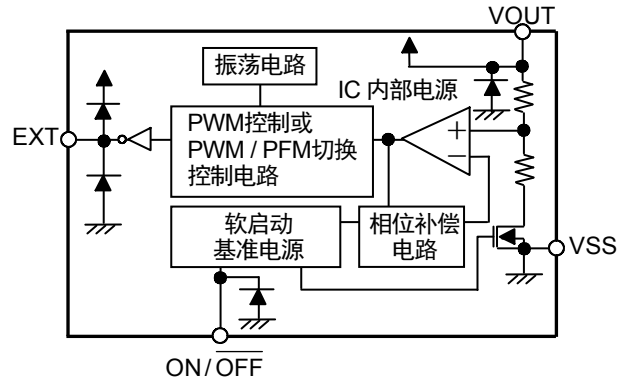 VOUT
振荡电路
IC 内部电源
EXT
PWM控制或
PWM / PFM切换
控制电路
+
−
软启动
基准电源
相位补偿
电路
VSS
ON / OFF